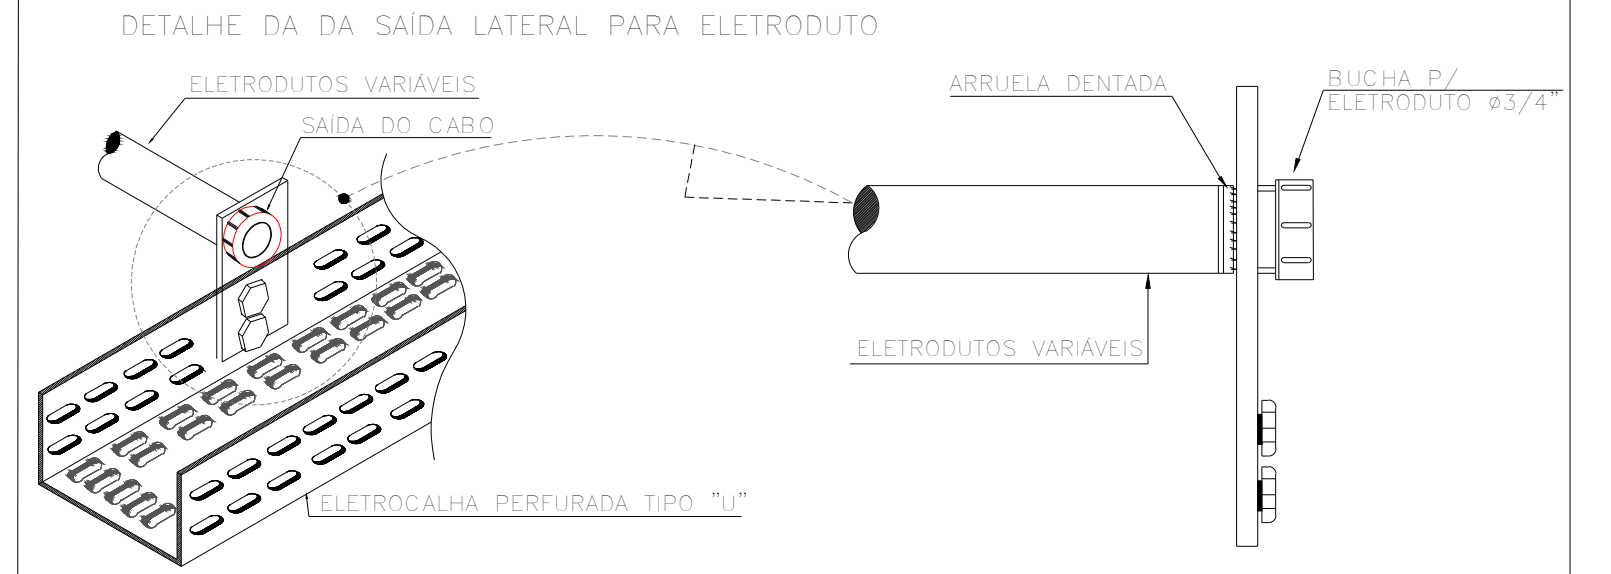 DETALHE DA DA SAÍDA LATERAL PARA ELETRODUTO
ELETRODUTOS VARIÁVEIS
SAÍDA DO CABO
ARRUELA DENTADA
BUCHA P/
ELETRODUTO ø3/4"
ELETRODUTOS VARIÁVEIS
ELETROCALHA PERFURADA TIPO "U"